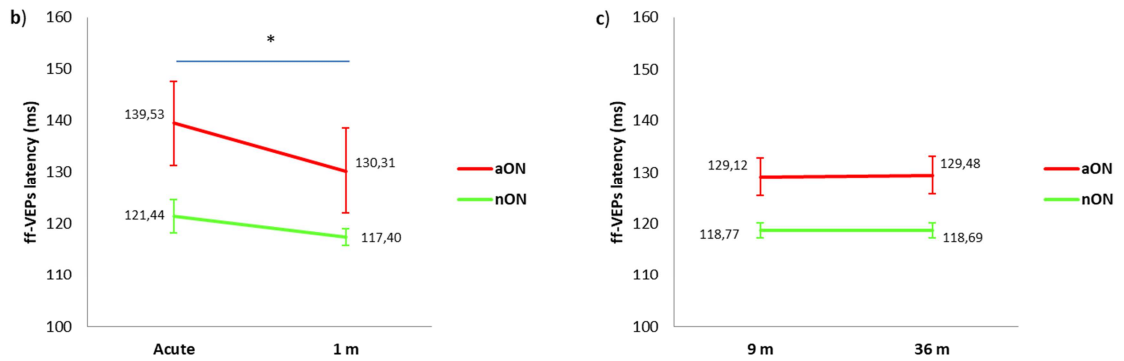 b)
ff-VEPs latency (ms)
160
150
140
130
120
110
100
*
139,53
130,31
121,44
117,40
aON
nON
Acute 1 m
c)
ff-VEPs latency (ms)
160
150
140
130
120
110
100
129,12
129,48
118,77
118,69
aON
nON
9 m 36 m